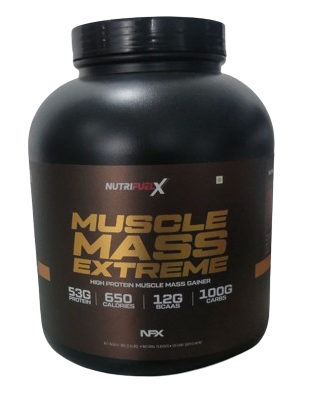 NUTRIFUELX
MUSCLE
MASS
EXTREME
HIGH PROTEIN MUSCLE MASS GAINER
53G PROTEIN | 650 CALORIES | 12G BCAAS | 100G CARBS
NFX